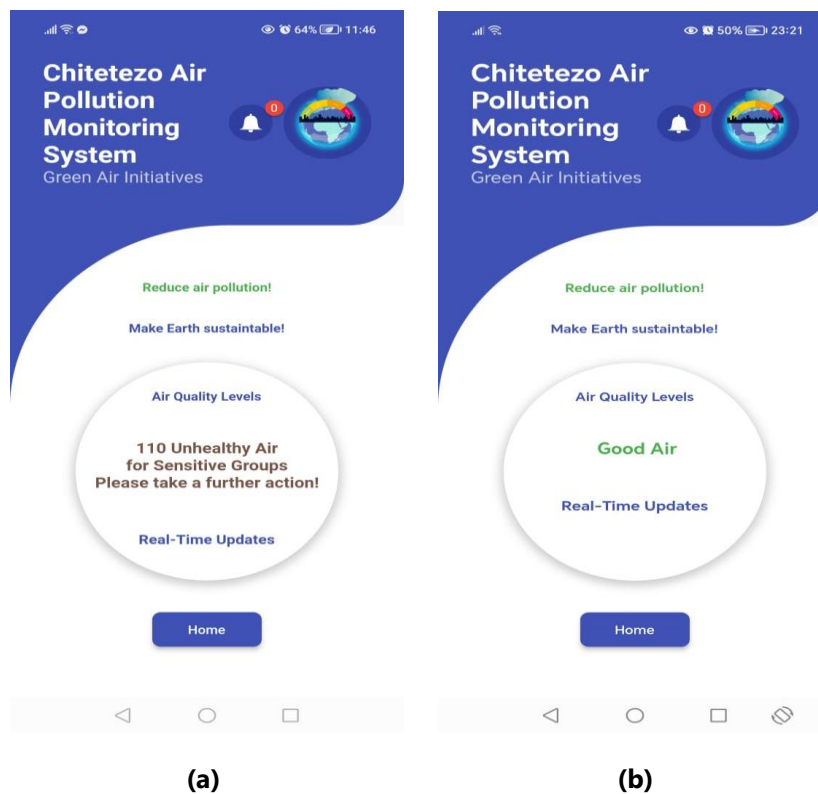 64% 11:46
Chitetezo Air
Pollution
Monitoring
System
Green Air Initiatives
0
Reduce air pollution!
Make Earth sustaintable!
Air Quality Levels
110 Unhealthy Air
for Sensitive Groups
Please take a further action!
Real-Time Updates
Home
(a)
50% 23:21
Chitetezo Air
Pollution
Monitoring
System
Green Air Initiatives
0
Reduce air pollution!
Make Earth sustaintable!
Air Quality Levels
Good Air
Real-Time Updates
Home
(b)